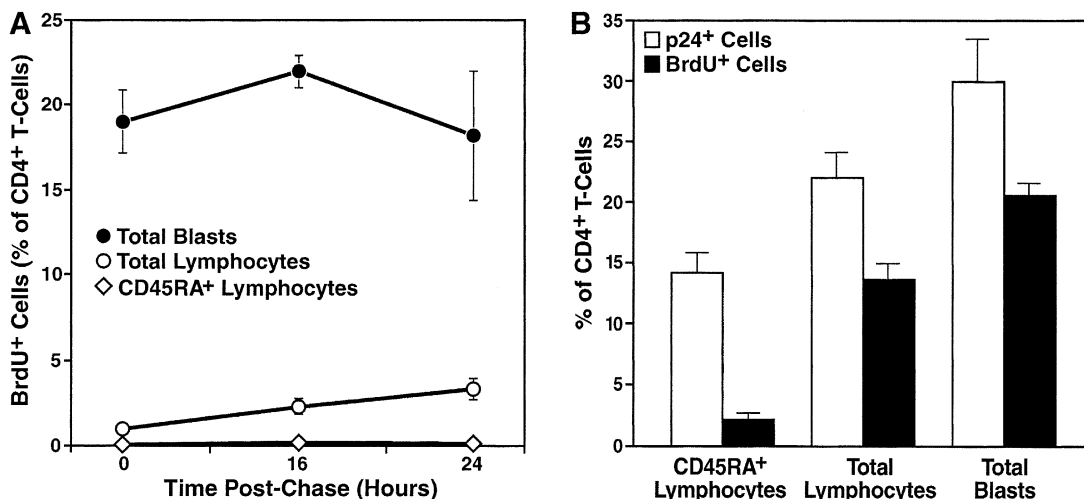 A
BrdU⁺ Cells (% of CD4⁺ T-Cells)
25
20
15
10
5
0
● Total Blasts
○ Total Lymphocytes
◇ CD45RA⁺ Lymphocytes
0 16 24
Time Post-Chase (Hours)
B
% of CD4⁺ T-Cells
35
30
25
20
15
10
5
0
p24⁺ Cells
BrdU⁺ Cells
CD45RA⁺
Lymphocytes
Total
Lymphocytes
Total
Blasts